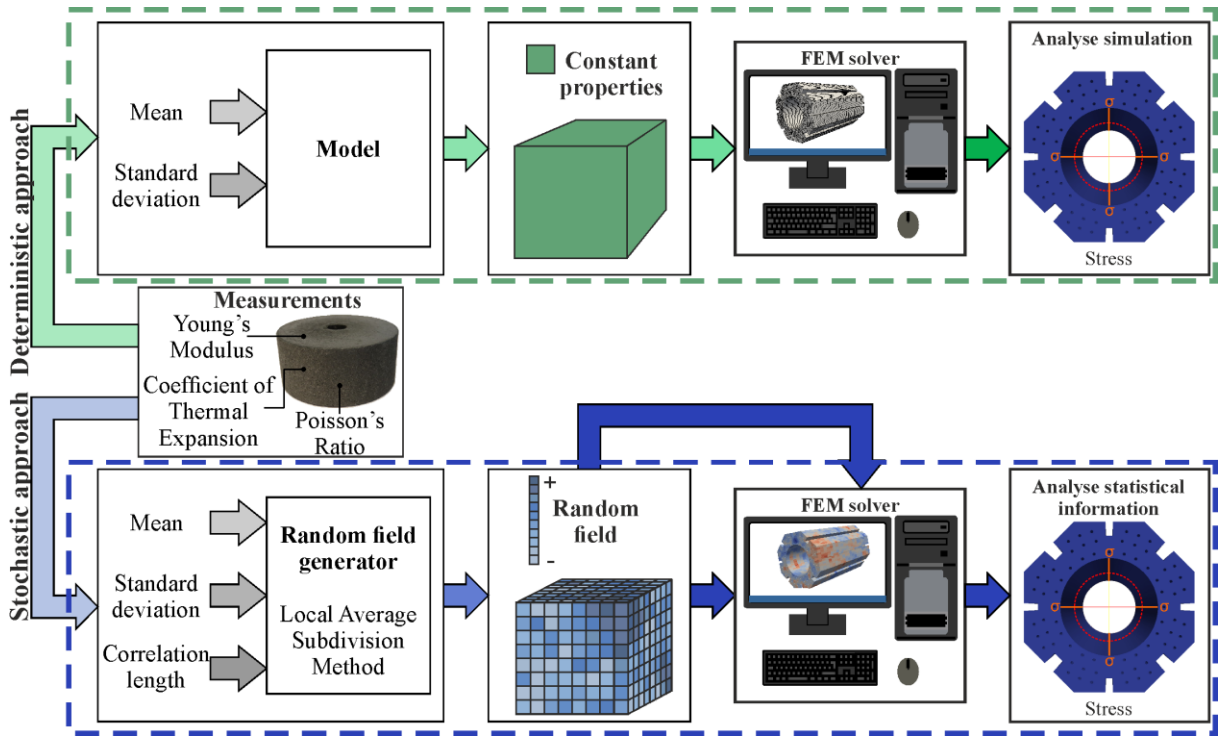 Deterministic approach
Mean
Standard
deviation
Model
Constant
properties
FEM solver
Analyse simulation
σ
σ
σ
σ
Stress
Measurements
Young's
Modulus
Coefficient of
Thermal
Expansion
Poisson's
Ratio
Stochastic approach
Mean
Standard
deviation
Correlation
length
Random field
generator
Local Average
Subdivision
Method
+
-
Random
field
FEM solver
Analyse statistical
information
σ
σ
σ
σ
Stress